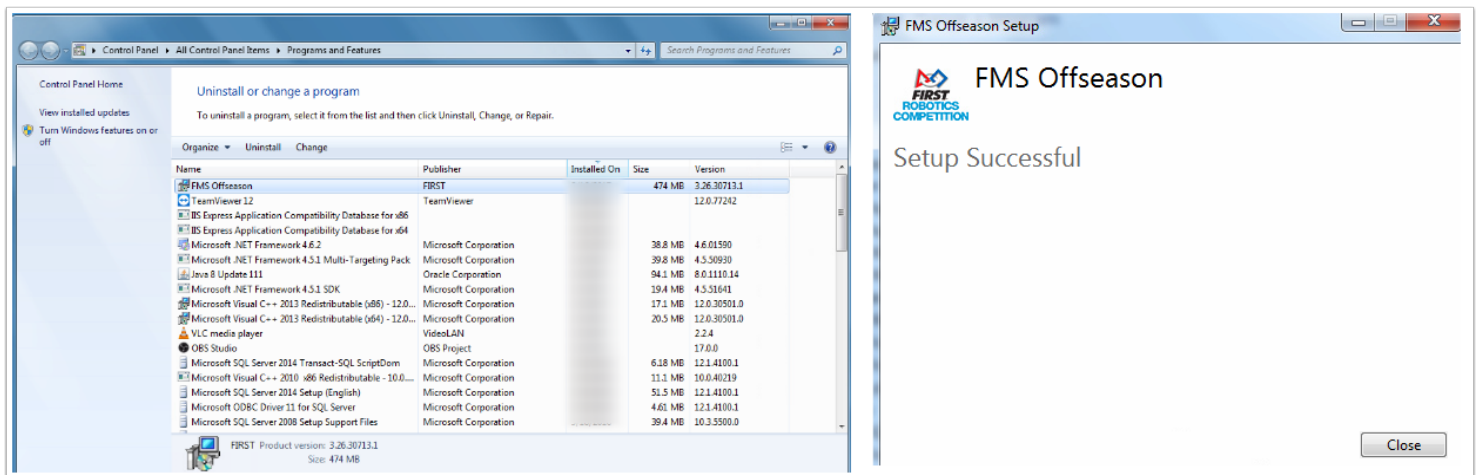 Control Panel ▸ All Control Panel Items ▸ Programs and Features
Search Programs and Features
Control Panel Home
View installed updates
Turn Windows features on or
off
Uninstall or change a program
To uninstall a program, select it from the list and then click Uninstall, Change, or Repair.
Organize Uninstall Change
Name Publisher Installed On Size Version
FMS Offseason FIRST 474 MB 3.26.30713.1
TeamViewer 12 TeamViewer 12.0.77242
IIS Express Application Compatibility Database for x86
IIS Express Application Compatibility Database for x64
Microsoft .NET Framework 4.6.2 Microsoft Corporation 38.8 MB 4.6.01590
Microsoft .NET Framework 4.5.1 Multi-Targeting Pack Microsoft Corporation 39.8 MB 4.5.50930
Java 8 Update 111 Oracle Corporation 94.1 MB 8.0.1110.14
Microsoft .NET Framework 4.5.1 SDK Microsoft Corporation 19.4 MB 4.5.51641
Microsoft Visual C++ 2013 Redistributable (x86) - 12.0... Microsoft Corporation 17.1 MB 12.0.30501.0
Microsoft Visual C++ 2013 Redistributable (x64) - 12.0... Microsoft Corporation 20.5 MB 12.0.30501.0
VLC media player VideoLAN 2.2.4
OBS Studio OBS Project 17.0.0
Microsoft SQL Server 2014 Transact-SQL ScriptDom Microsoft Corporation 6.18 MB 12.1.4100.1
Microsoft Visual C++ 2010 x86 Redistributable - 10.0.... Microsoft Corporation 11.1 MB 10.0.40219
Microsoft SQL Server 2014 Setup (English) Microsoft Corporation 51.5 MB 12.1.4100.1
Microsoft ODBC Driver 11 for SQL Server Microsoft Corporation 4.61 MB 12.1.4100.1
Microsoft SQL Server 2008 Setup Support Files Microsoft Corporation 39.4 MB 10.3.5500.0
FIRST Product version: 3.26.30713.1
Size: 474 MB
FMS Offseason Setup
FIRST
ROBOTICS
COMPETITION
FMS Offseason
Setup Successful
Close